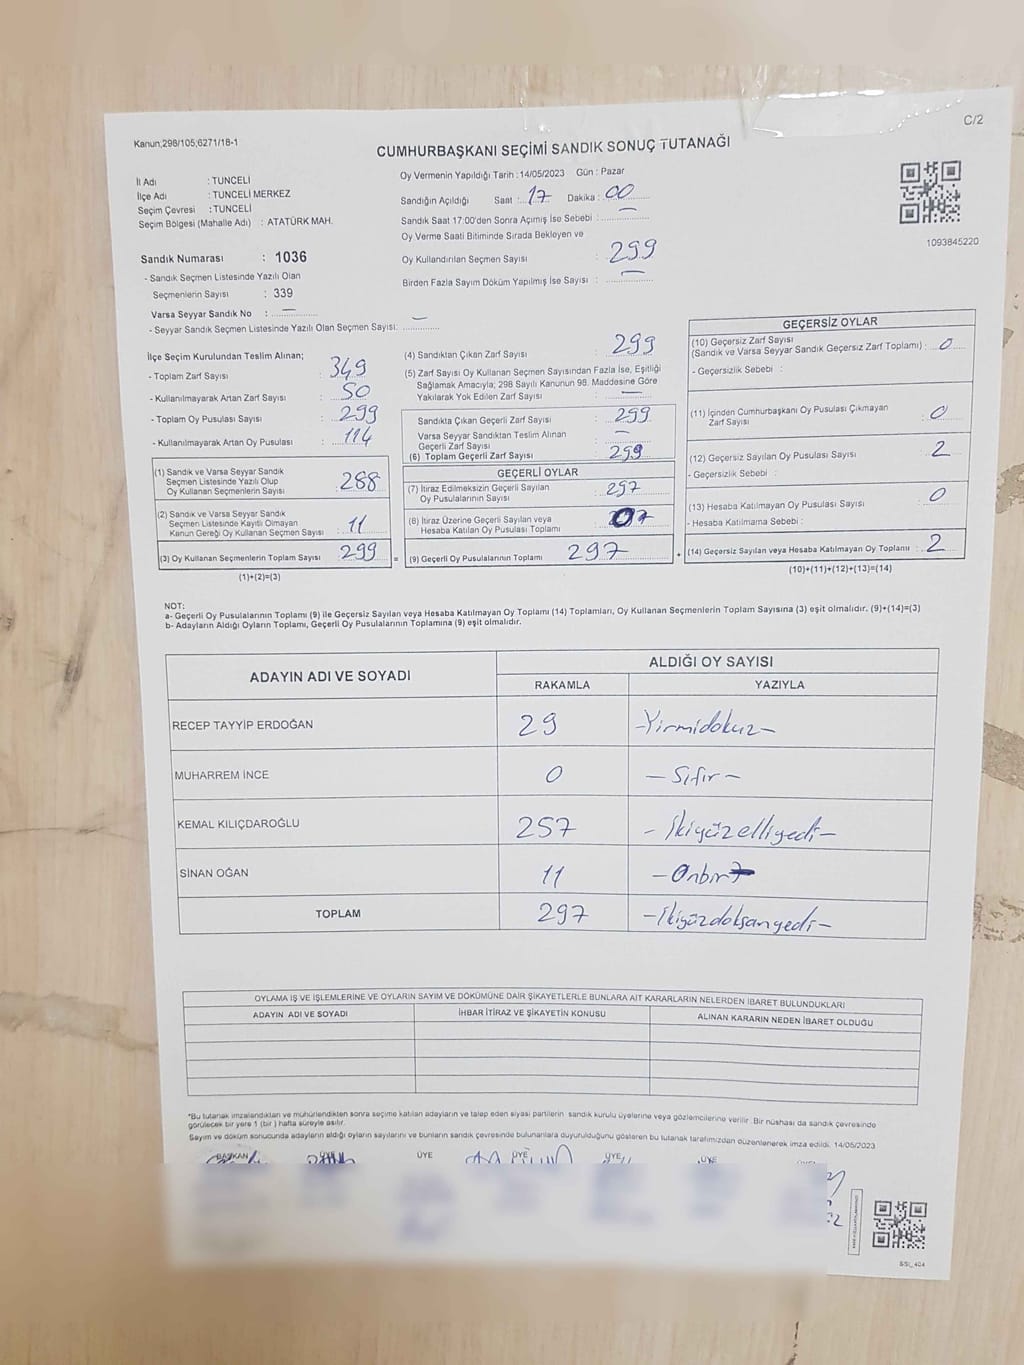 C/2
Kanun;298/105;6271/18-1
CUMHURBAŞKANI SEÇİMİ SANDIK SONUÇ TUTANAĞI
İl Adı : TUNCELİ
İlçe Adı : TUNCELİ MERKEZ
Seçim Çevresi : TUNCELİ
Seçim Bölgesi (Mahalle Adı) : ATATÜRK MAH.
Sandık Numarası : 1036
- Sandık Seçmen Listesinde Yazılı Olan
Seçmenlerin Sayısı : 339
Varsa Seyyar Sandık No : —
- Seyyar Sandık Seçmen Listesinde Yazılı Olan Seçmen Sayısı: —
Oy Vermenin Yapıldığı Tarih : 14/05/2023 Gün : Pazar
Sandığın Açıldığı Saat : 17 Dakika : 00
Sandık Saat 17:00'den Sonra Açımış İse Sebebi : —
Oy Verme Saati Bitiminde Sırada Bekleyen ve
Oy Kullandırılan Seçmen Sayısı : 299
Birden Fazla Sayım Döküm Yapılmış İse Sayısı : —
1093845220
İlçe Seçim Kurulundan Teslim Alınan;
- Toplam Zarf Sayısı : 349
- Kullanılmayarak Artan Zarf Sayısı : 50
- Toplam Oy Pusulası Sayısı : 299
- Kullanılmayarak Artan Oy Pusulası : 114
(1) Sandık ve Varsa Seyyar Sandık
Seçmen Listesinde Yazılı Olup
Oy Kullanan Seçmenlerin Sayısı : 288
(2) Sandık ve Varsa Seyyar Sandık
Seçmen Listesinde Kayıtlı Olmayan
Kanun Gereği Oy Kullanan Seçmen Sayısı : 11
(3) Oy Kullanan Seçmenlerin Toplam Sayısı : 299 =
(1)+(2)=(3)
(4) Sandıktan Çıkan Zarf Sayısı : 299
(5) Zarf Sayısı Oy Kullanan Seçmen Sayısından Fazla İse, Eşitliği
Sağlamak Amacıyla; 298 Sayılı Kanunun 98. Maddesine Göre
Yakılarak Yok Edilen Zarf Sayısı : —
Sandıkta Çıkan Geçerli Zarf Sayısı : 299
Varsa Seyyar Sandıktan Teslim Alınan
Geçerli Zarf Sayısı : —
(6) Toplam Geçerli Zarf Sayısı : 299
GEÇERLİ OYLAR
(7) İtiraz Edilmeksizin Geçerli Sayılan
Oy Pusulalarının Sayısı : 297
(8) İtiraz Üzerine Geçerli Sayılan veya
Hesaba Katılan Oy Pusulası Toplamı :
(9) Geçerli Oy Pusulalarının Toplamı 297 +
GEÇERSİZ OYLAR
(10) Geçersiz Zarf Sayısı
(Sandık ve Varsa Seyyar Sandık Geçersiz Zarf Toplamı) : 0
- Geçersizlik Sebebi :
(11) İçinden Cumhurbaşkanı Oy Pusulası Çıkmayan
Zarf Sayısı : 0
(12) Geçersiz Sayılan Oy Pusulası Sayısı : 2
- Geçersizlik Sebebi :
(13) Hesaba Katılmayan Oy Pusulası Sayısı : 0
- Hesaba Katılmama Sebebi :
(14) Geçersiz Sayılan veya Hesaba Katılmayan Oy Toplamı : 2
(10)+(11)+(12)+(13)=(14)
NOT:
a- Geçerli Oy Pusulalarının Toplamı (9) ile Geçersiz Sayılan veya Hesaba Katılmayan Oy Toplamı (14) Toplamları, Oy Kullanan Seçmenlerin Toplam Sayısına (3) eşit olmalıdır. (9)+(14)=(3)
b- Adayların Aldığı Oyların Toplamı, Geçerli Oy Pusulalarının Toplamına (9) eşit olmalıdır.
ADAYIN ADI VE SOYADI ALDIĞI OY SAYISI
RAKAMLA YAZIYLA
RECEP TAYYİP ERDOĞAN 29 -Yirmidokuz-
MUHARREM İNCE 0 -Sıfır-
KEMAL KILIÇDAROĞLU 257 -İkiyüzelliyedi-
SİNAN OĞAN 11 -Onbir
TOPLAM 297 -İkiyüzdoksanyedi-
OYLAMA İŞ VE İŞLEMLERİNE VE OYLARIN SAYIM VE DÖKÜMÜNE DAİR ŞİKAYETLERLE BUNLARA AİT KARARLARIN NELERDEN İBARET BULUNDUKLARI
ADAYIN ADI VE SOYADI İHBAR İTİRAZ VE ŞİKAYETİN KONUSU ALINAN KARARIN NEDEN İBARET OLDUĞU
*Bu tutanak imzalandıktan ve mühürlendikten sonra seçime katılan adayların ve talep eden siyasi partilerin sandık kurulu üyelerine veya gözlemcilerine verilir. Bir nüshası da sandık çevresinde
görülecek bir yere 1 (bir) hafta süreyle asılır.
Sayım ve döküm sonucunda adayların aldığı oyların sayılarını ve bunların sandık çevresinde bulunanlara duyurulduğunu gösteren bu tutanak tarafımızdan düzenlenerek imza edildi. 14/05/2023
BAŞKAN ÜYE ÜYE ÜYE ÜYE ÜYE
SSİ_404